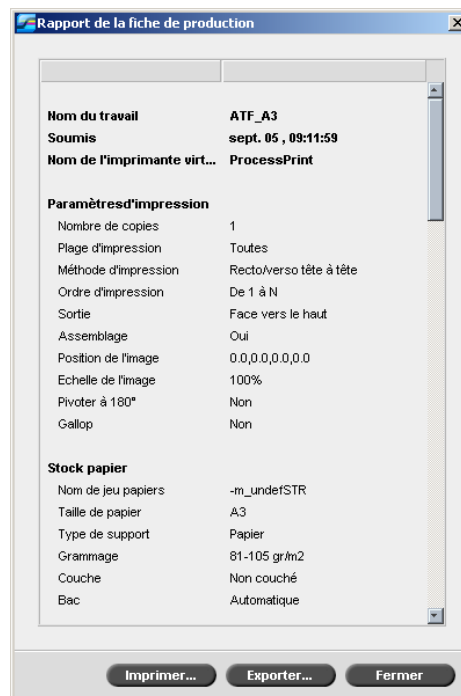 Rapport de la fiche de production
Nom du travail ATF_A3
Soumis sept. 05 , 09:11:59
Nom de l'imprimante virt... ProcessPrint
Paramètresd'impression
Nombre de copies 1
Plage d'impression Toutes
Méthode d'impression Recto/verso tête à tête
Ordre d'impression De 1 à N
Sortie Face vers le haut
Assemblage Oui
Position de l'image 0.0,0.0,0.0,0.0
Echelle de l'image 100%
Pivoter à 180° Non
Gallop Non
Stock papier
Nom de jeu papiers -m_undefSTR
Taille de papier A3
Type de support Papier
Grammage 81-105 gr/m2
Couche Non couché
Bac Automatique
Imprimer... Exporter... Fermer